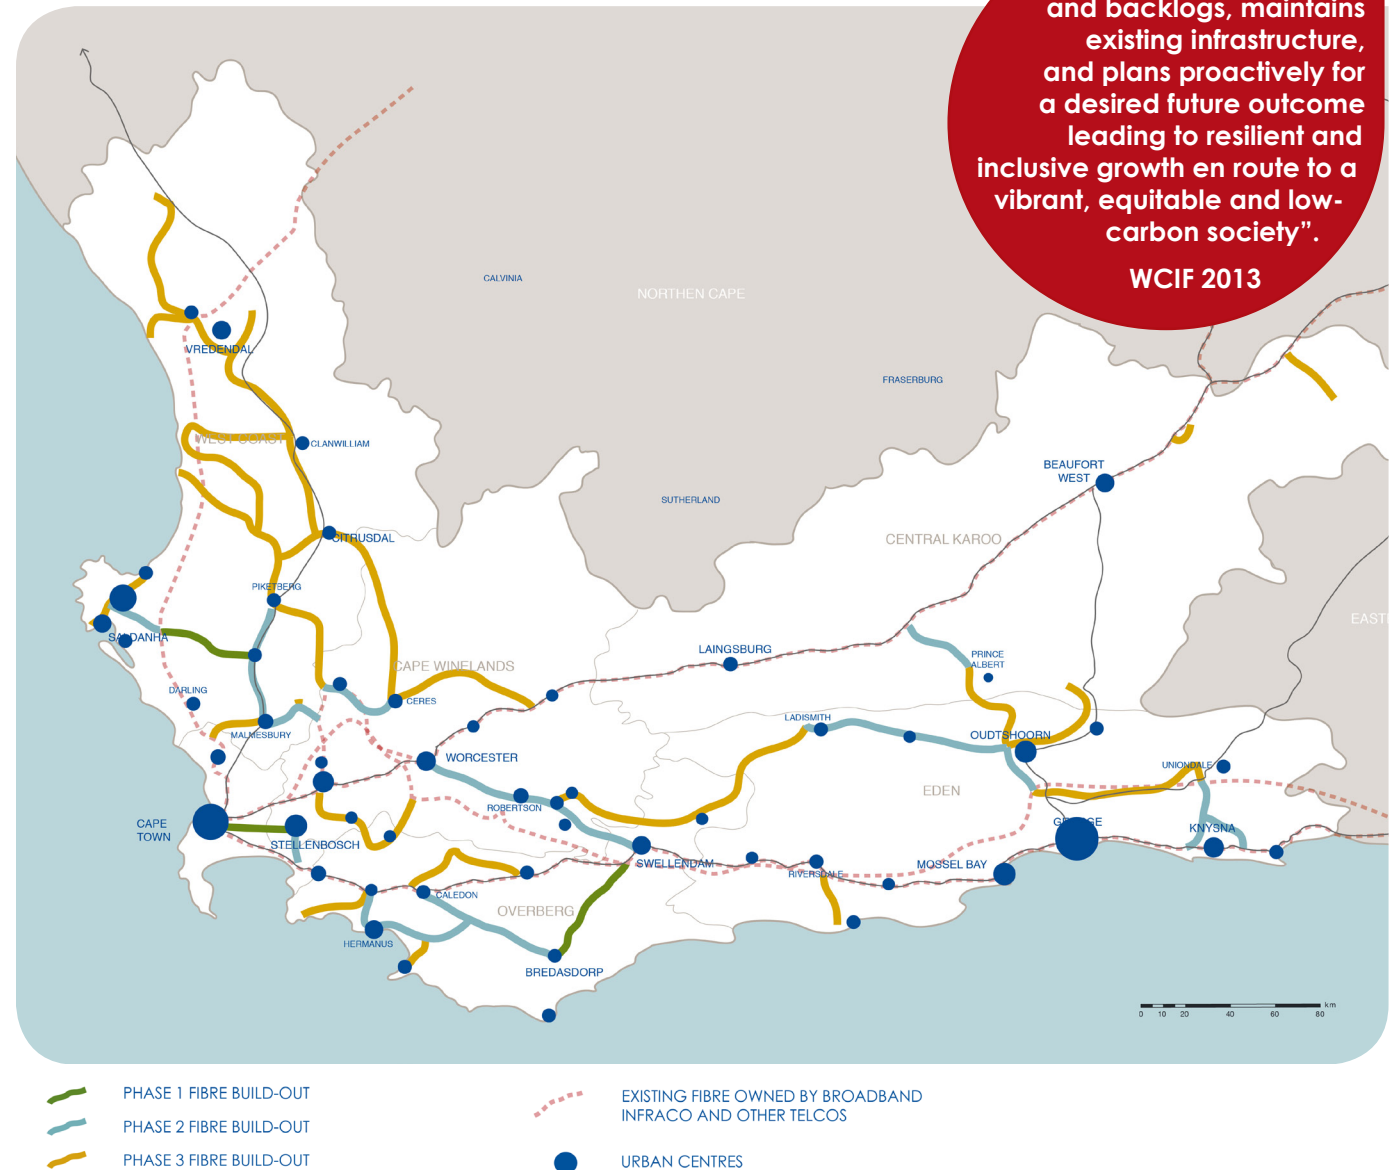 and backlogs, maintains
existing infrastructure,
and plans proactively for
a desired future outcome
leading to resilient and
inclusive growth en route to a
vibrant, equitable and low-
carbon society”.
WCIF 2013
CALVINIA
NORTHEN CAPE
VREDENDAL
FRASERBURG
WEST COAST
CLANWILLIAM
BEAUFORT
WEST
SUTHERLAND
CITRUSDAL
CENTRAL KAROO
PIKETBERG
EAST
SALDANHA
LAINGSBURG
PRINCE
ALBERT
CAPE WINELANDS
DARLING
CERES
LADISMITH
MALMESBURY
OUDTSHOORN
WORCESTER
UNIONDALE
EDEN
ROBERTSON
CAPE
TOWN
GEORGE
KNYSNA
STELLENBOSCH
SWELLENDAM
MOSSEL BAY
RIVERSDALE
CALEDON
OVERBERG
HERMANUS
BREDASDORP
km
0 10 20 40 60 80
PHASE 1 FIBRE BUILD-OUT
PHASE 2 FIBRE BUILD-OUT
PHASE 3 FIBRE BUILD-OUT
EXISTING FIBRE OWNED BY BROADBAND
INFRACO AND OTHER TELCOS
URBAN CENTRES